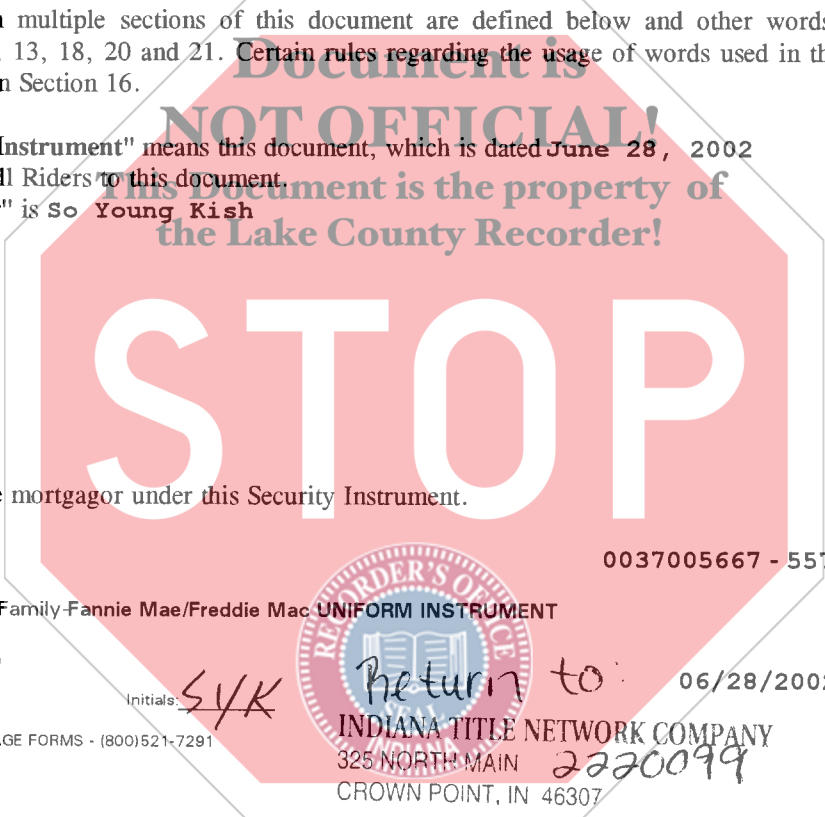 multiple sections of this document are defined below and other words
13, 18, 20 and 21. Certain rules regarding the usage of words used in
Document is
n Section 16.
NOT OFFICIAL!
Instrument" means this document, which is dated June 28, 2002
ll Riders to this document.
This Document is the property of
" is So Young Kish
the Lake County Recorder!
STOP
mortgagor under this Security Instrument.
0037005667 - 557
Family-Fannie Mae/Freddie Mac UNIFORM INSTRUMENT
RECORDER'S OFFICE
SEAL
INDIANA
Return to:
06/28/2002
Initials: SYK
INDIANA TITLE NETWORK COMPANY
GE FORMS - (800)521-7291
325 NORTH MAIN 2220099
CROWN POINT, IN 46307